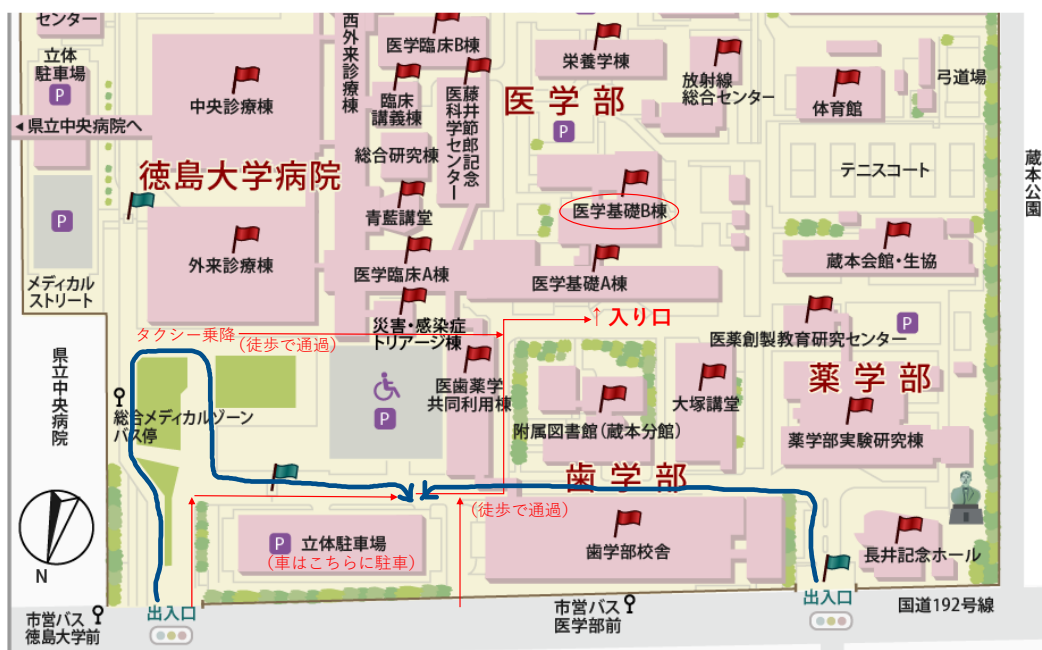 センター
立体
駐車場
P
県立中央病院へ
中央診療棟
西外来診療棟
医学臨床B棟
臨床
講義棟
藤井節郎記念
医科学センター
栄養学棟
医学部
P
放射線
総合センター
体育館
弓道場
総合研究棟
徳島大学病院
テニスコート
蔵本公園
P
青藍講堂
医学基礎B棟
外来診療棟
医学臨床A棟
医学基礎A棟
蔵本会館・生協
メディカル
ストリート
災害・感染症
トリアージ棟
タクシー乗降
(徒歩で通過)
↑入り口
医薬創製教育研究センター
P
県立中央病院
薬学部
医歯薬学
共同利用棟
P
大塚講堂
総合メディカルゾーン
バス停
附属図書館(蔵本分館)
薬学部実験研究棟
歯学部
(徒歩で通過)
N
P
立体駐車場
(車はこちらに駐車)
歯学部校舎
長井記念ホール
市営バス
徳島大学前
出入口
市営バス
医学部前
出入口
国道192号線